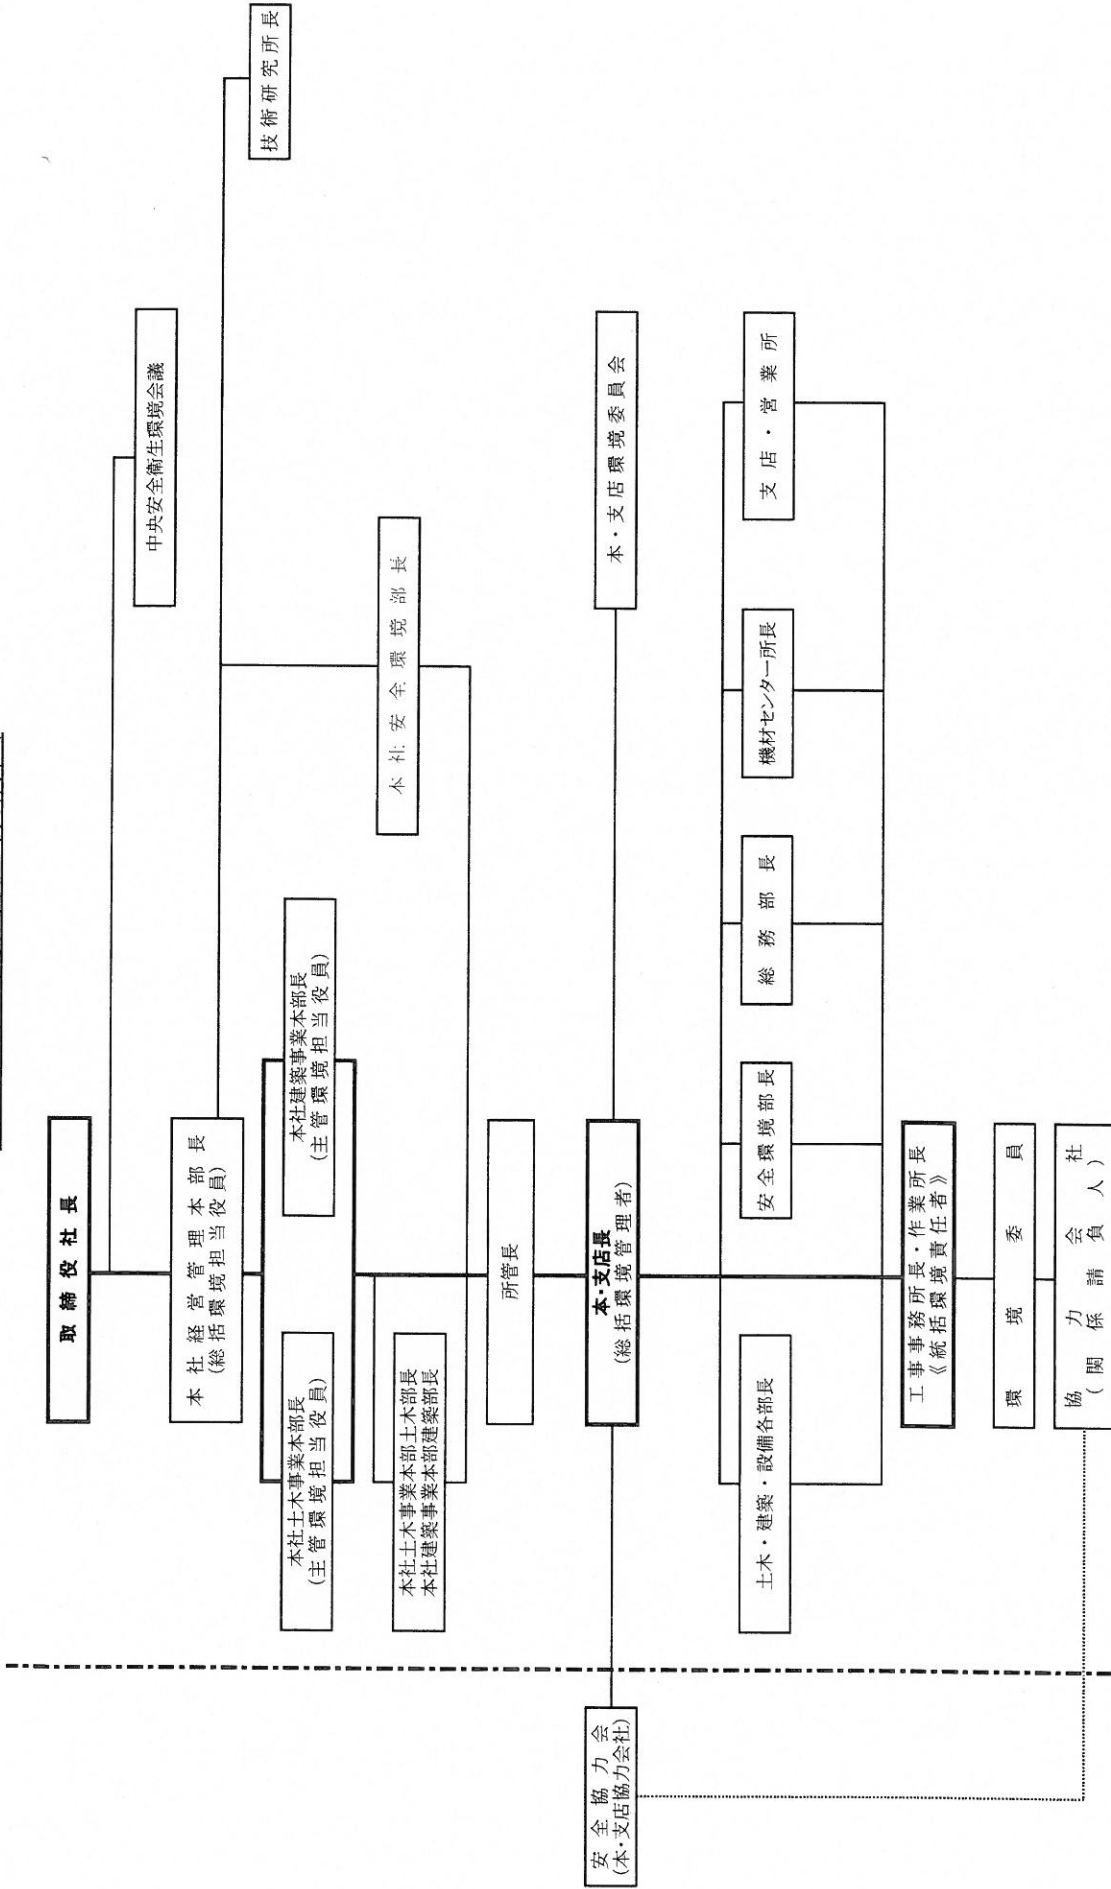 取締役社長
中央安全衛生環境会議
本社経営管理本部長
(総括環境担当役員)
技術研究所長
本社土木事業本部長
(主管環境担当役員)
本社建築事業本部長
(主管環境担当役員)
本社土木事業本部土木部長
本社建築事業本部建築部長
本社安全環境部長
所管長
安全協力会
(本・支店協力会社)
本・支店長
(総括環境管理者)
本・支店環境委員会
土木・建築・設備各部長
安全環境部長
総務部長
機材センター所長
支店・営業所
工事事務所長・作業所長
《統括環境責任者》
環境委員
協力会社
(関係請負人)